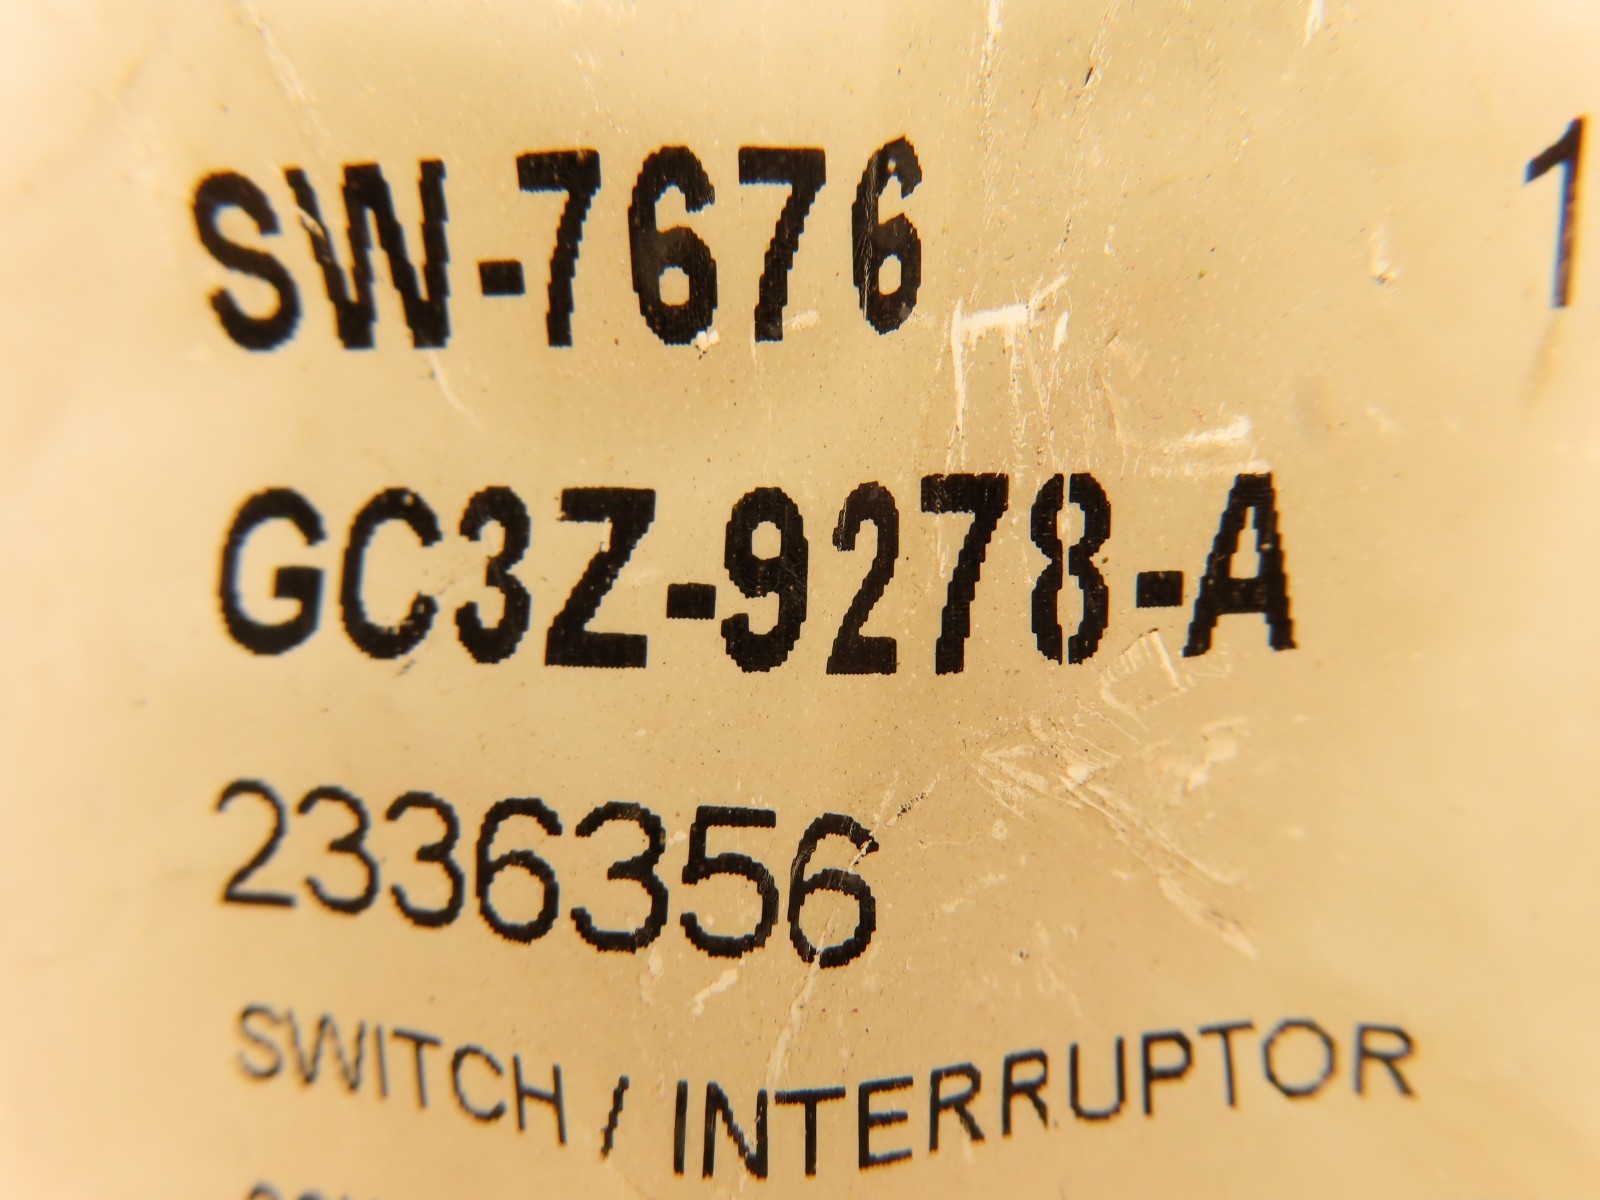 SW-7676 1
GC3Z-9278-A
2336356
SWITCH / INTERRUPTOR